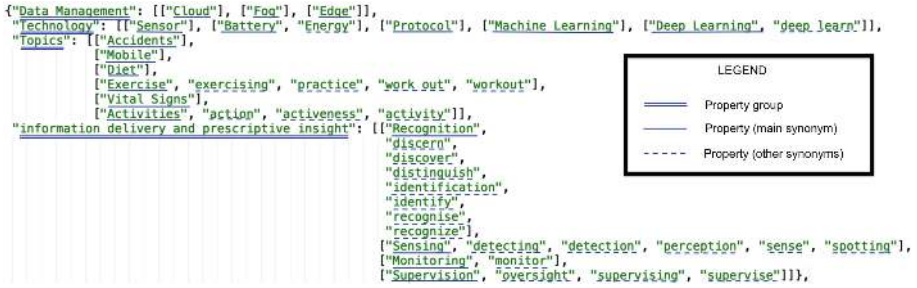 {"Data Management": [["Cloud"], ["Fog"], ["Edge"]],
"Technology": [["Sensor"], ["Battery", "Energy"], ["Protocol"], ["Machine Learning"], ["Deep Learning", "deep learn"]],
"Topics": [["Accidents"],
["Mobile"],
["Diet"],
["Exercise", "exercising", "practice", "work out", "workout"],
["Vital Signs"],
["Activities", "action", "activeness", "activity"]],
"information delivery and prescriptive insight": [["Recognition",
"discern",
"discover",
"distinguish",
"identification",
"identify",
"recognise",
"recognize"],
["Sensing", "detecting", "detection", "perception", "sense", "spotting"],
["Monitoring", "monitor"],
["Supervision", "oversight", "supervising", "supervise"]]},
LEGEND
Property group
Property (main synonym)
Property (other synonyms)